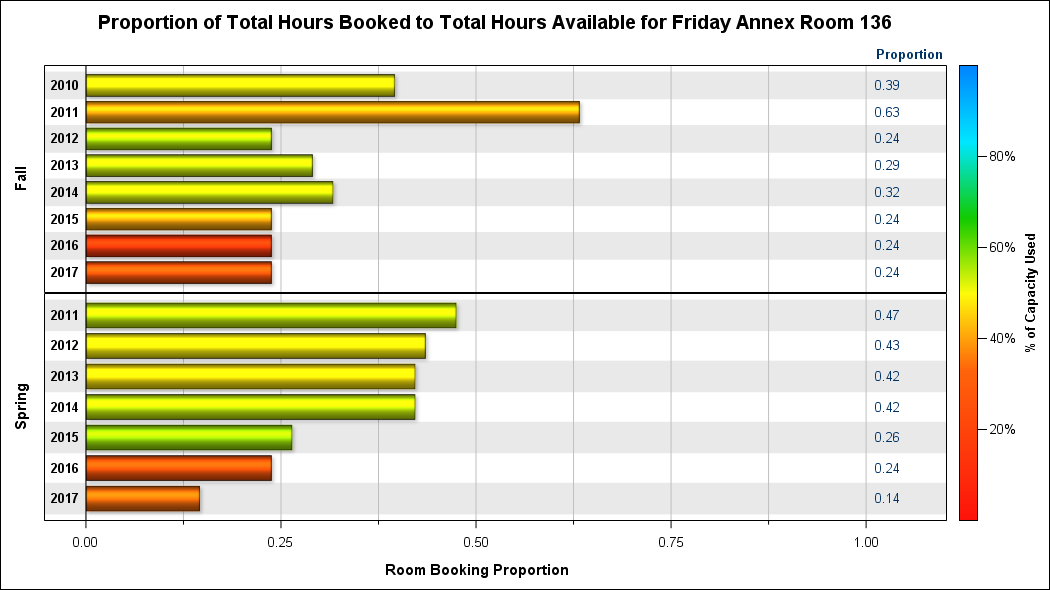 Proportion of Total Hours Booked to Total Hours Available for Friday Annex Room 136
Proportion
Fall
2010 0.39
2011 0.63
2012 0.24
2013 0.29
2014 0.32
2015 0.24
2016 0.24
2017 0.24
Spring
2011 0.47
2012 0.43
2013 0.42
2014 0.42
2015 0.26
2016 0.24
2017 0.14
0.00 0.25 0.50 0.75 1.00
Room Booking Proportion
80%
60%
40%
20%
% of Capacity Used